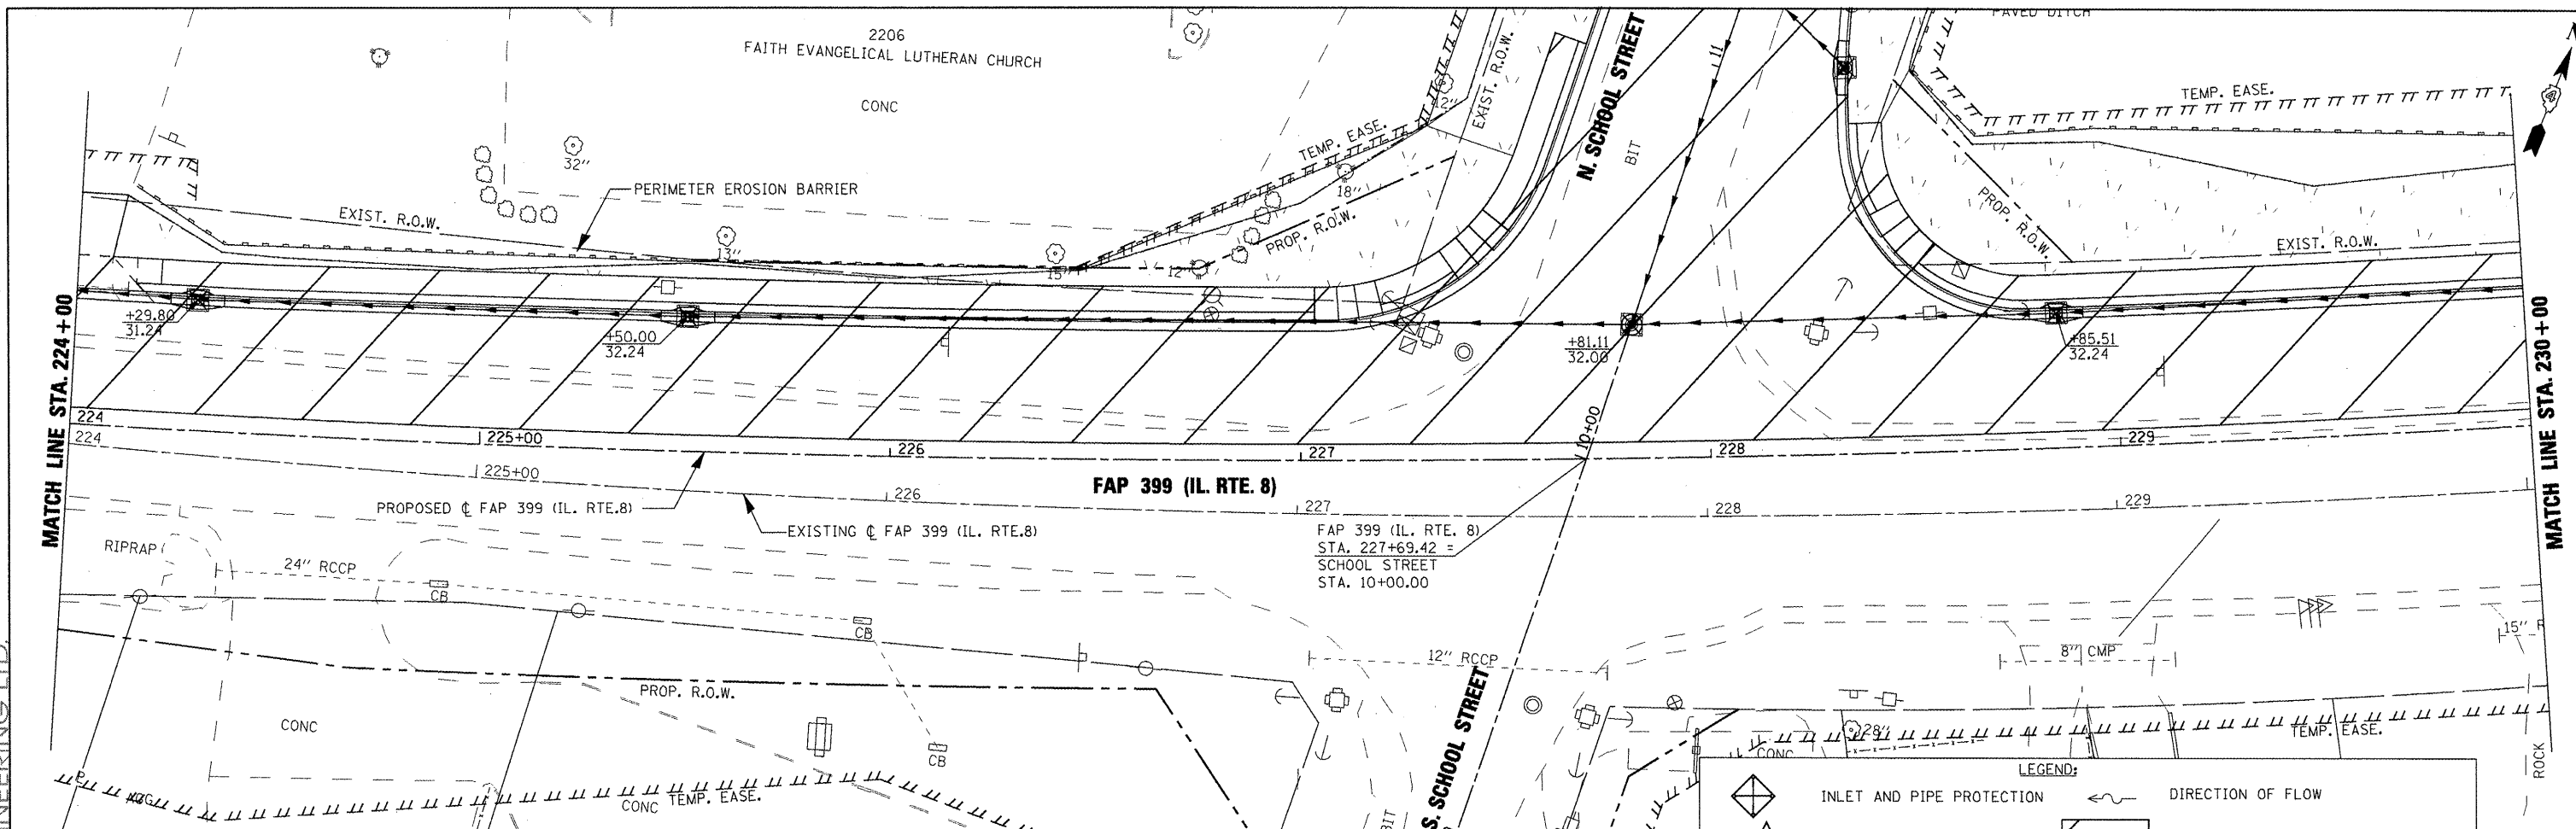 2206
FAITH EVANGELICAL LUTHERAN CHURCH
CONC
32"
PERIMETER EROSION BARRIER
EXIST. R.O.W.
13"
15"
12"
18"
12"
TEMP. EASE.
PROP. R.O.W.
EXIST. R.O.W.
N. SCHOOL STREET
BIT
11
PAVED DITCH
TEMP. EASE.
PROP. R.O.W.
EXIST. R.O.W.
4
MATCH LINE STA. 224+00
+29.80
31.24
+50.00
32.24
+81.11
32.00
+85.51
32.24
MATCH LINE STA. 230+00
224
225+00
226
227
228
229
10+00
224
225+00
226
227
228
229
FAP 399 (IL. RTE. 8)
PROPOSED ℄ FAP 399 (IL. RTE.8)
EXISTING ℄ FAP 399 (IL. RTE.8)
FAP 399 (IL. RTE. 8)
STA. 227+69.42 =
SCHOOL STREET
STA. 10+00.00
RIPRAP
24" RCCP
CB
CB
CB
12" RCCP
8" CMP
15"
PROP. R.O.W.
CONC
CONC
TEMP. EASE.
S. SCHOOL STREET
BIT
28"
CONC
TEMP. EASE.
ROCK
LEGEND:
INLET AND PIPE PROTECTION
DIRECTION OF FLOW